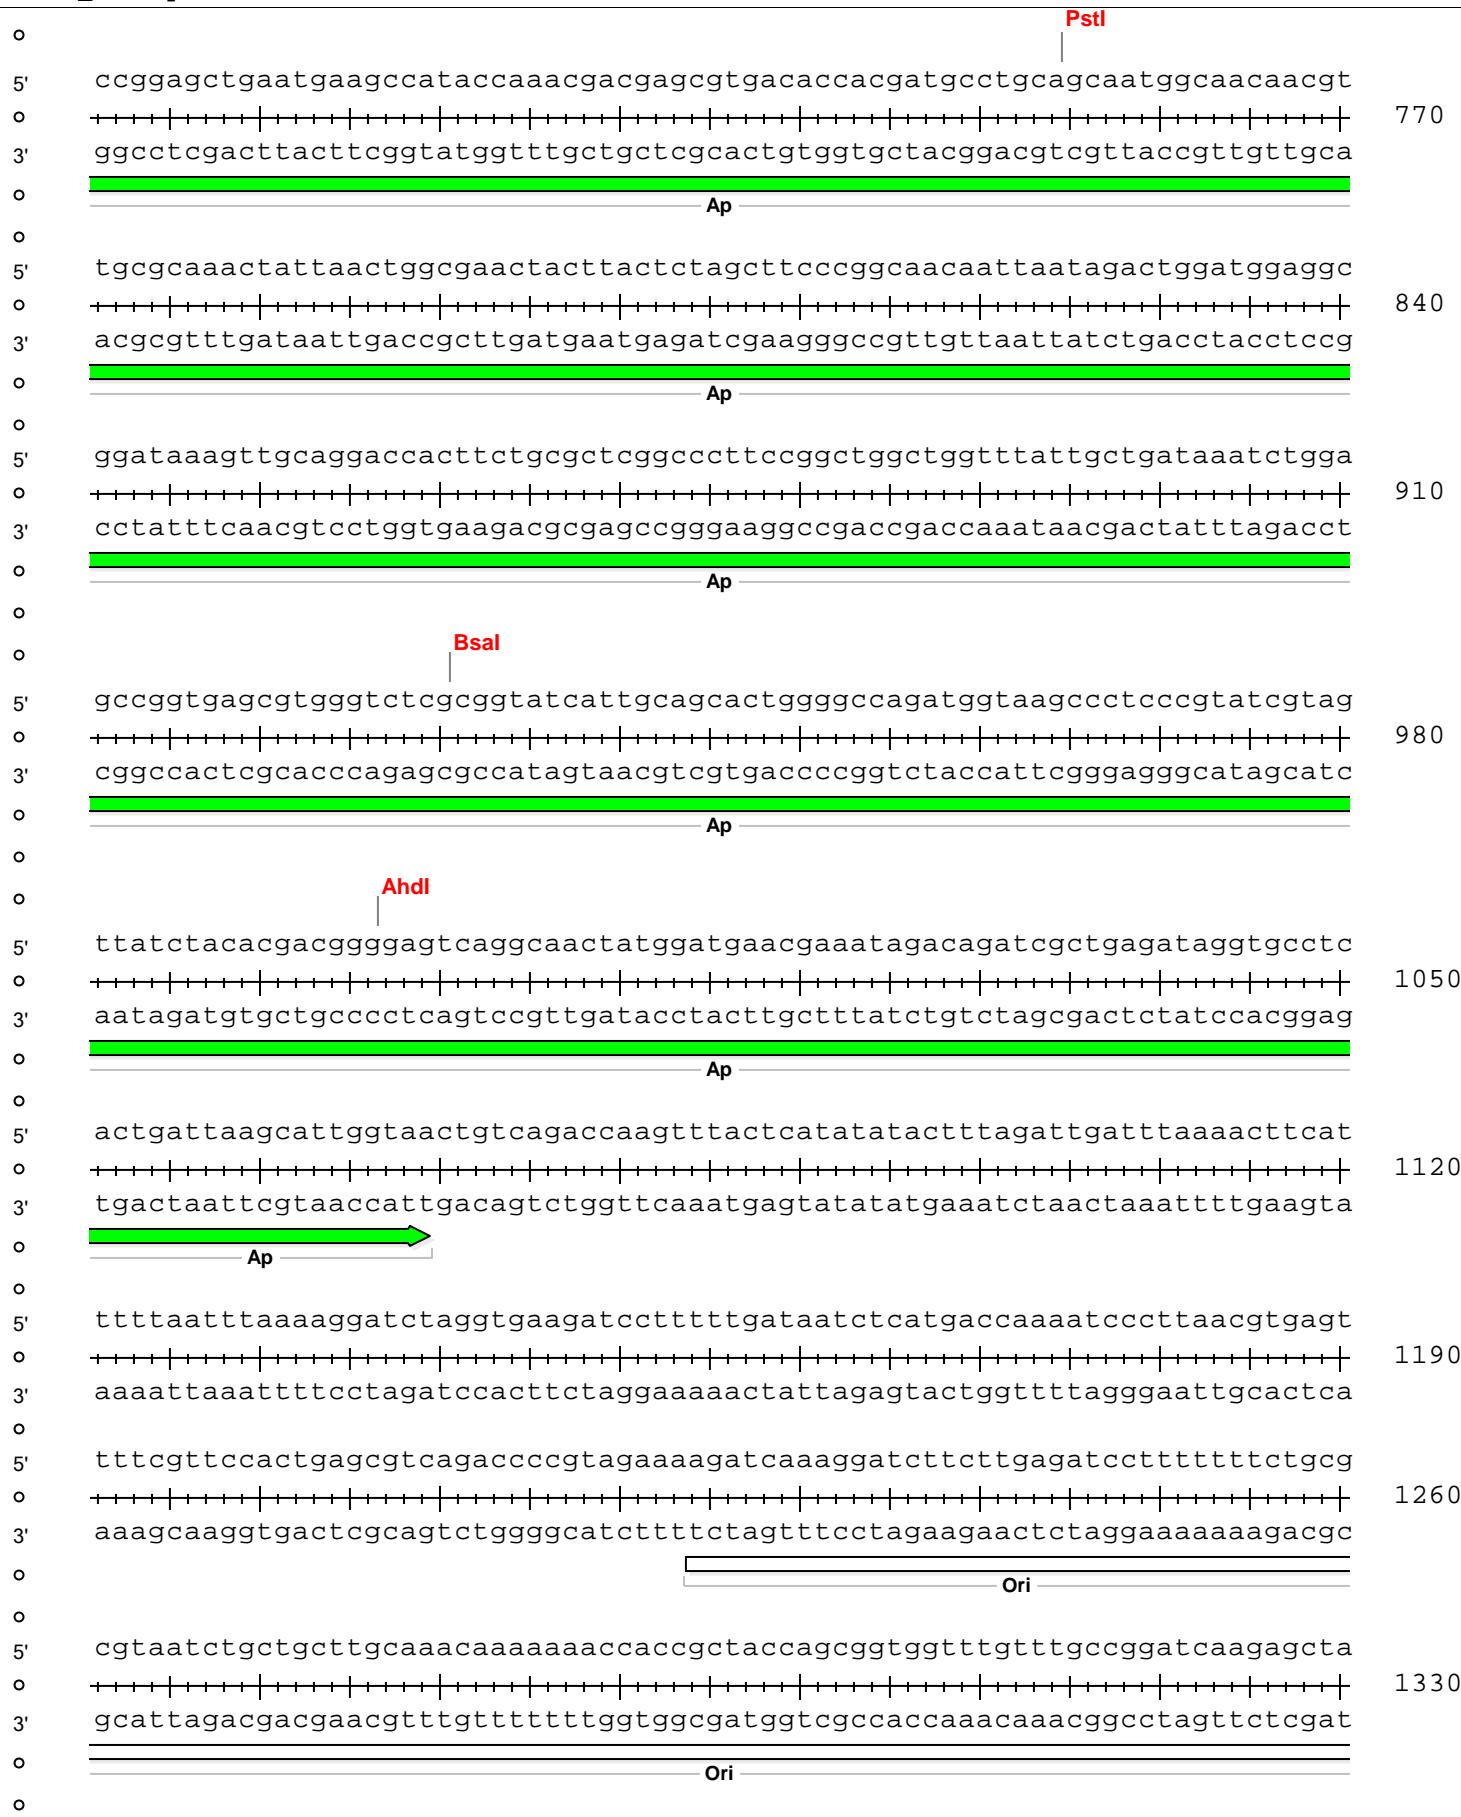 PstI
5' ccggagctgaatgaagccataccaaacgacgagcgtgacaccacgatgcctgcagcaatggcaacaacgt
770
3' ggcctcgacttacttcggtatggtttgctgctcgcactgtggtgctacggacgtcgttaccgttgttgca
Ap
5' tgcgcaaactattaactggcgaactacttactctagcttcccggcaacaattaatagactggatggaggc
840
3' acgcgtttgataattgaccgcttgatgaatgagatcgaagggccgttgttaattatctgacctacctccg
Ap
5' ggataaagttgcaggaccacttctgcgctcggcccttccggctggctggtttattgctgataaatctgga
910
3' cctatttcaacgtcctggtgaagacgcgagccgggaaggccgaccgaccaaataacgactatttagacct
Ap
BsaI
5' gccggtgagcgtgggtctcgcggtatcattgcagcactggggccagatggtaagccctcccgtatcgtag
980
3' cggccactcgcacccagagcgccatagtaacgtcgtgaccccggtctaccattcgggagggcatagcatc
Ap
AhdI
5' ttatctacacgacggggagtcaggcaactatggatgaacgaaatagacagatcgctgagataggtgcctc
1050
3' aatagatgtgctgcccctcagtccgttgatacctacttgctttatctgtctagcgactctatccacggag
Ap
5' actgattaagcattggtaactgtcagaccaagtttactcatatatactttagattgatttaaaacttcat
1120
3' tgactaattcgtaaccattgacagtctggttcaaatgagtatatatgaaatctaactaaattttgaagta
Ap
5' ttttaatttaaaaggatctaggtgaagatcctttttgataatctcatgaccaaaatcccttaacgtgagt
1190
3' aaaattaaattttcctagatccacttctaggaaaaactattagagtactggttttagggaattgcactca
5' tttcgttccactgagcgtcagaccccgtagaaaagatcaaaggatcttcttgagatcctttttttctgcg
1260
3' aaagcaaggtgactcgcagtctggggcatcttttctagtttcctagaagaactctaggaaaaaaagacgc
Ori
5' cgtaatctgctgcttgcaaacaaaaaaaccaccgctaccagcggtggtttgtttgccggatcaagagcta
1330
3' gcattagacgacgaacgtttgtttttttggtggcgatggtcgccaccaaacaaacggcctagttctcgat
Ori